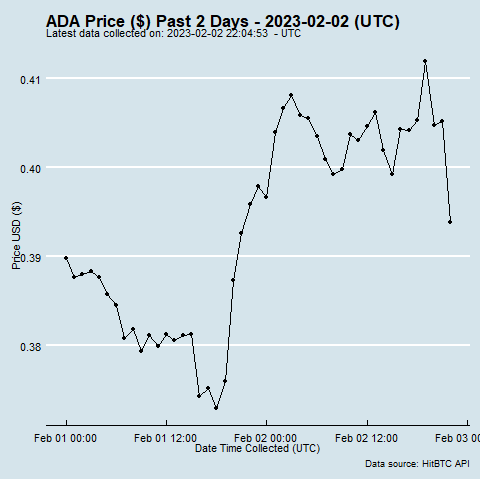 ADA Price ($) Past 2 Days - 2023-02-02 (UTC)
Latest data collected on: 2023-02-02 22:04:53 - UTC
0.41
0.40
0.39
0.38
Price USD ($)
Feb 01 00:00 Feb 01 12:00 Feb 02 00:00 Feb 02 12:00 Feb 03 00
Date Time Collected (UTC)
Data source: HitBTC API